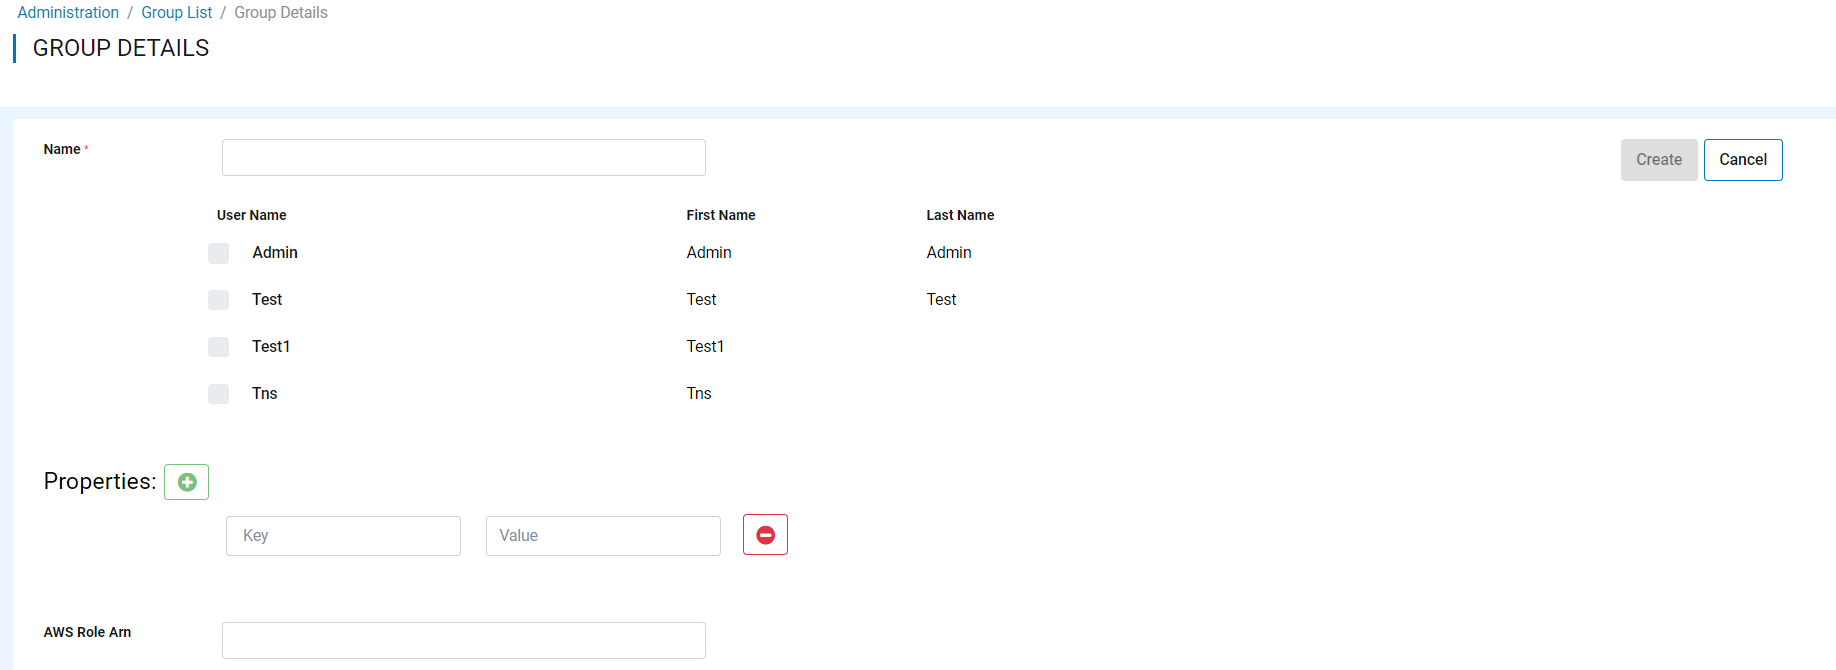 Administration / Group List / Group Details
GROUP DETAILS
Name *
Create Cancel
User Name First Name Last Name
Admin Admin Admin
Test Test Test
Test1 Test1
Tns Tns
Properties:
Key Value
AWS Role Arn